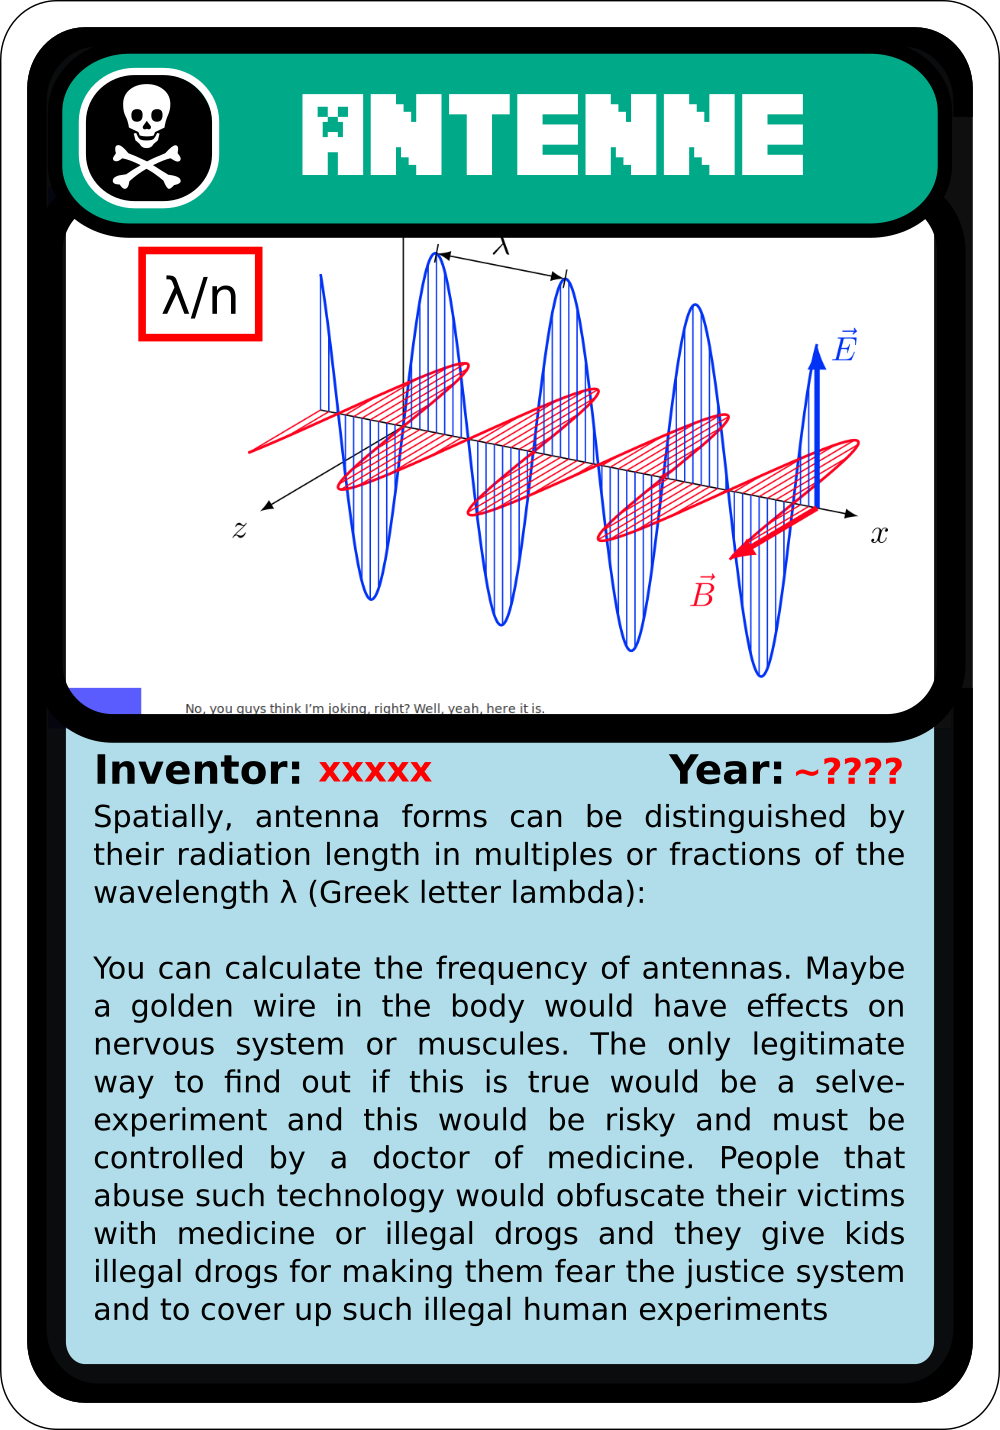 ANTENNE
λ
λ/n
E
z
x
B
No, you guys think I’m joking, right? Well, yeah, here it is.
Inventor: xxxxx Year: ~????
Spatially, antenna forms can be distinguished by
their radiation length in multiples or fractions of the
wavelength λ (Greek letter lambda):
You can calculate the frequency of antennas. Maybe
a golden wire in the body would have effects on
nervous system or muscules. The only legitimate
way to find out if this is true would be a selve-
experiment and this would be risky and must be
controlled by a doctor of medicine. People that
abuse such technology would obfuscate their victims
with medicine or illegal drogs and they give kids
illegal drogs for making them fear the justice system
and to cover up such illegal human experiments